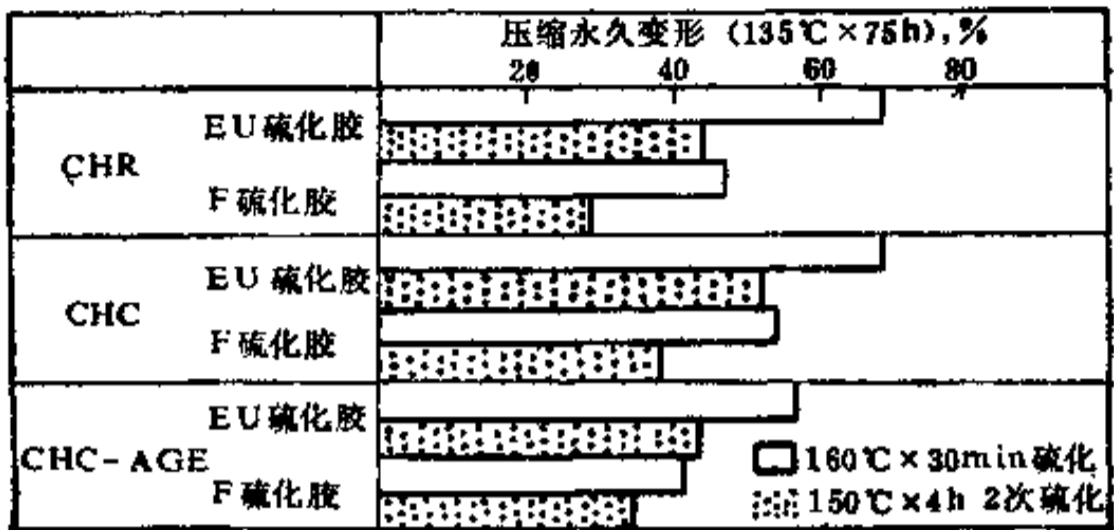 压缩永久变形 (135℃×75h), %
20 40 60 80
EU硫化胶
CHR
F硫化胶
EU硫化胶
CHC
F硫化胶
EU硫化胶
CHC-AGE
F硫化胶
160℃×30min硫化
150℃×4h 2次硫化